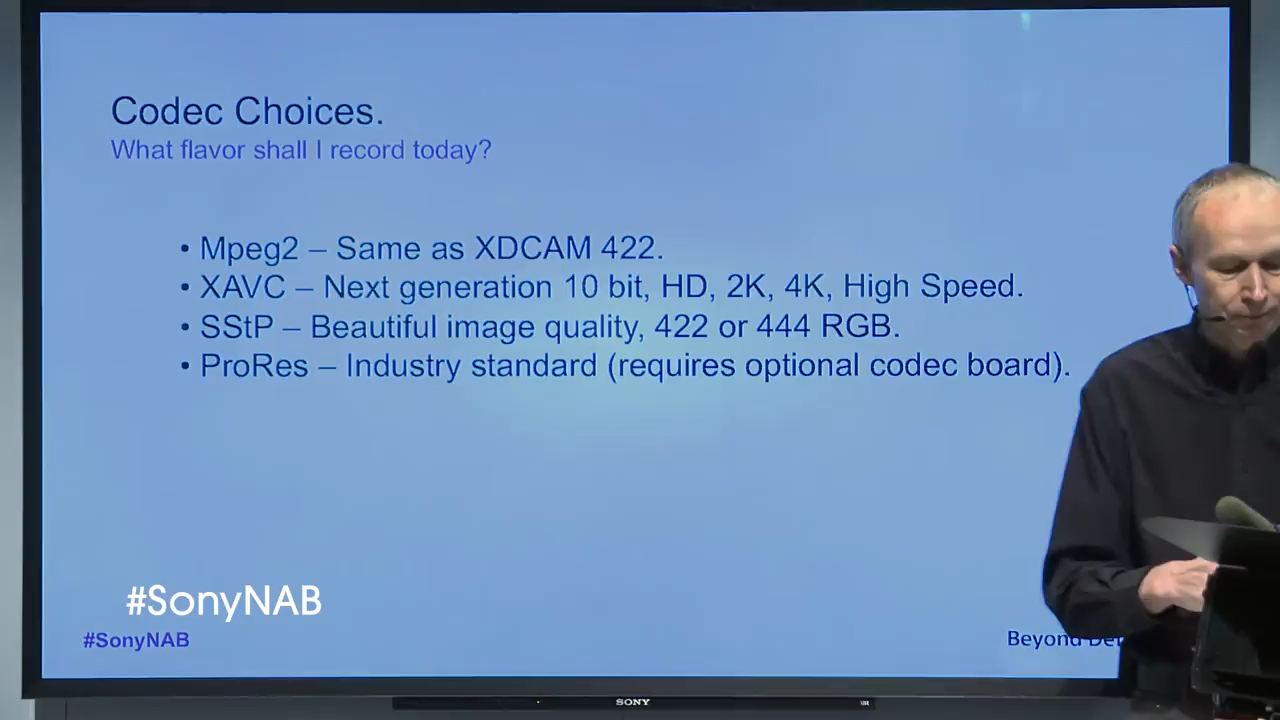 Codec Choices.
What flavor shall I record today?
• Mpeg2 – Same as XDCAM 422.
• XAVC – Next generation 10 bit, HD, 2K, 4K, High Speed.
• SStP – Beautiful image quality, 422 or 444 RGB.
• ProRes – Industry standard (requires optional codec board).
#SonyNAB
#SonyNAB
Beyond
SONY